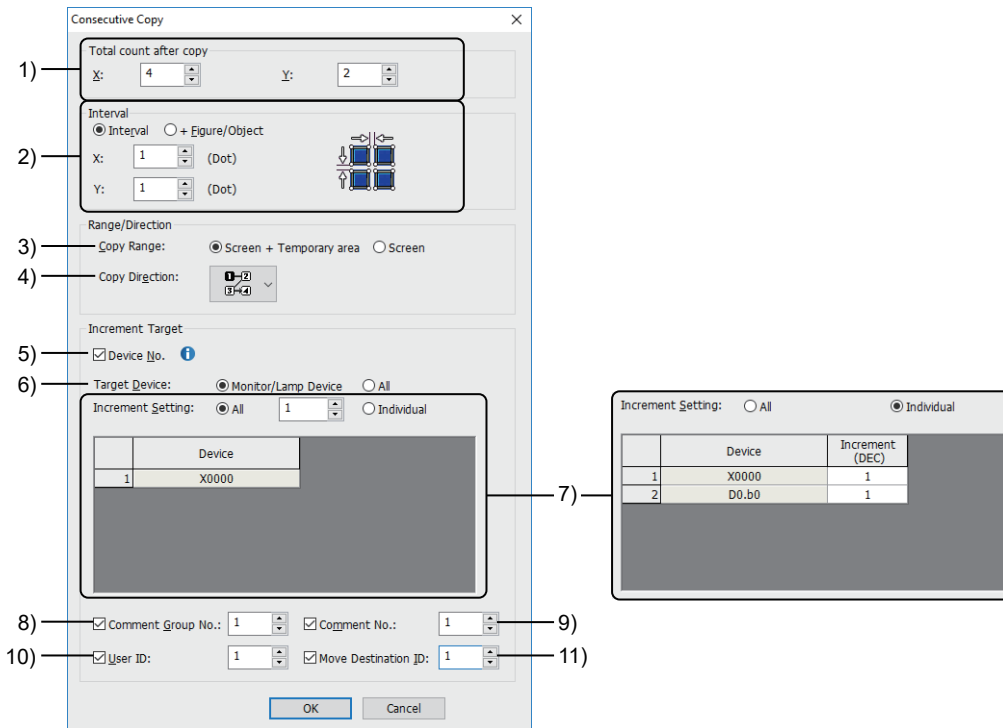 Consecutive Copy
Total count after copy
1)
X: 4 Y: 2
Interval
Interval + Figure/Object
2)
X: 1 (Dot)
Y: 1 (Dot)
Range/Direction
3) Copy Range: Screen + Temporary area Screen
4) Copy Direction: 1 2
3 4
Increment Target
5) Device No. i
6) Target Device: Monitor/Lamp Device All
Increment Setting: All 1 Individual
Device
1 X0000
7)
Increment Setting: All Individual
Device Increment
(DEC)
1 X0000 1
2 D0.b0 1
8) Comment Group No.: 1 Comment No.: 1 9)
10) User ID: 1 Move Destination ID: 1 11)
OK Cancel